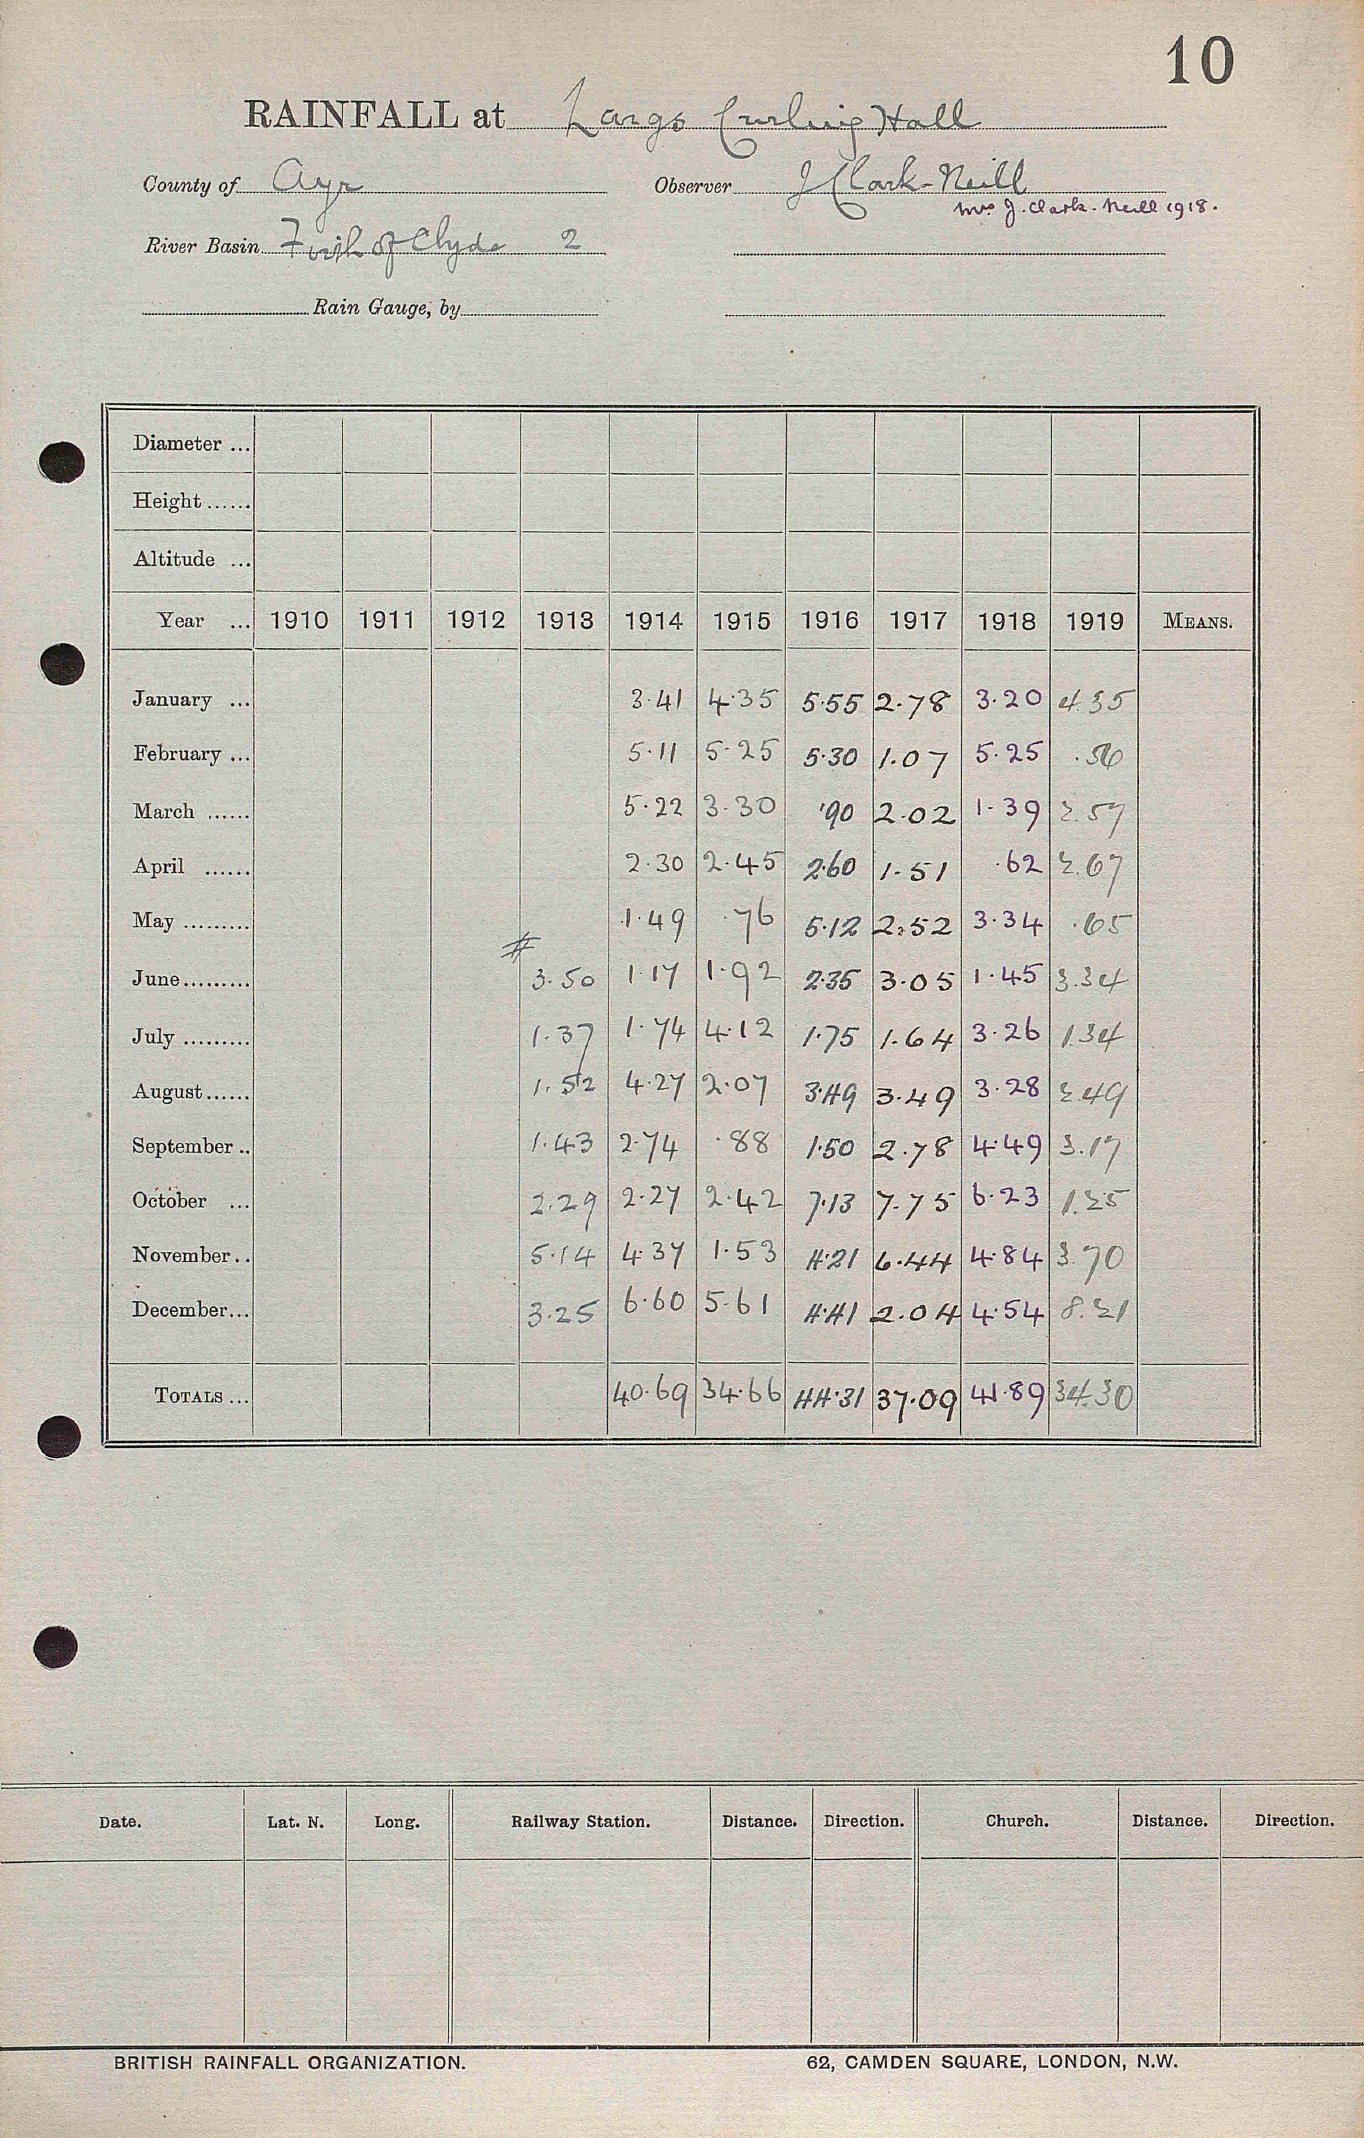 10
RAINFALL at Largs Curling Hall
County of Ayr Observer J Clark-Neill
Mrs J. Clark-Neill 1918.
River Basin Firth of Clyde 2
Rain Gauge, by
Diameter ...
Height ......
Altitude ...
Year ... 1910 1911 1912 1913 1914 1915 1916 1917 1918 1919 MEANS.
January ... 3.41 4.35 5.55 2.78 3.20 4.35
February ... 5.11 5.25 5.30 1.07 5.25 .56
March ...... 5.22 3.30 .90 2.02 1.39 2.57
April ...... 2.30 2.45 2.60 1.51 .62 2.67
May ......... 1.49 .76 5.12 2.52 3.34 .65
June ......... # 3.50 1.17 1.92 2.35 3.05 1.45 3.34
July ......... 1.37 1.74 4.12 1.75 1.64 3.26 1.34
August ...... 1.52 4.27 2.07 3.49 3.49 3.28 2.49
September .. 1.43 2.74 .88 1.50 2.78 4.49 3.17
October ... 2.29 2.27 2.42 7.13 7.75 6.23 1.25
November .. 5.14 4.37 1.53 4.21 6.44 4.84 3.70
December ... 3.25 6.60 5.61 4.41 2.04 4.54 8.21
TOTALS ... 40.69 34.66 44.31 37.09 41.89 34.30
Date. Lat. N. Long. Railway Station. Distance. Direction. Church. Distance. Direction.
BRITISH RAINFALL ORGANIZATION. 62, CAMDEN SQUARE, LONDON, N.W.